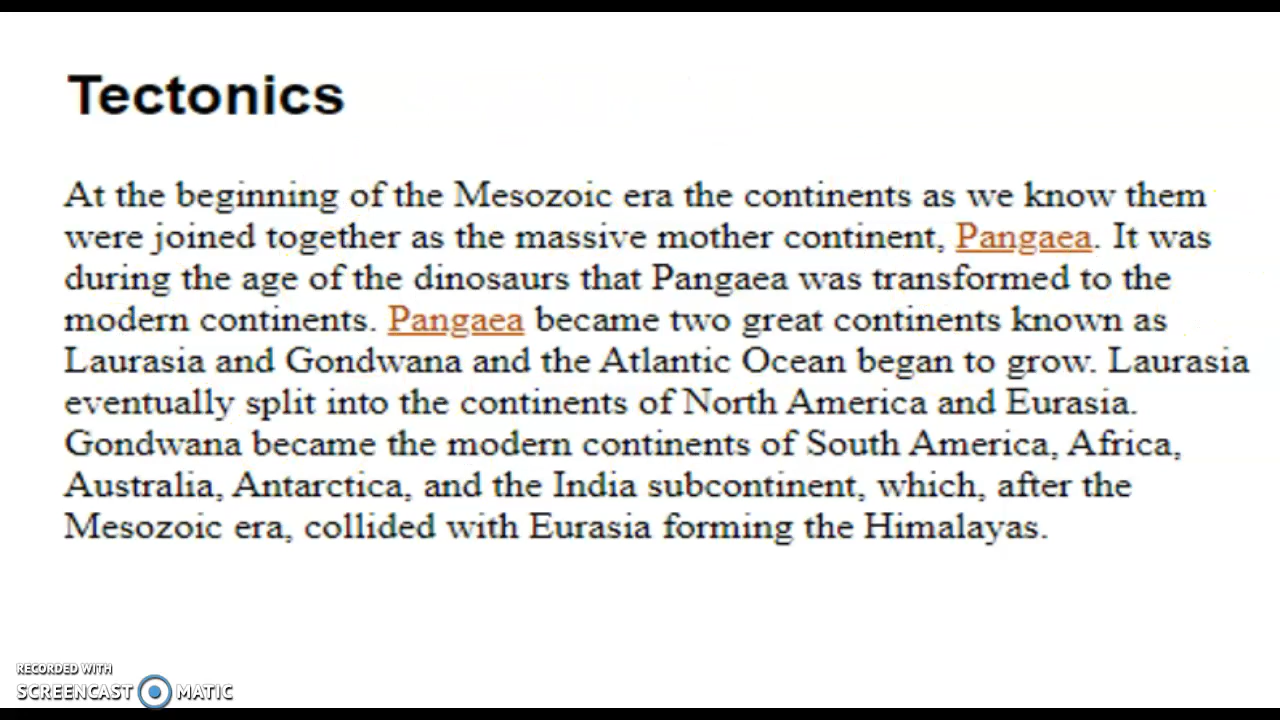 Tectonics
At the beginning of the Mesozoic era the continents as we know them
were joined together as the massive mother continent, Pangaea. It was
during the age of the dinosaurs that Pangaea was transformed to the
modern continents. Pangaea became two great continents known as
Laurasia and Gondwana and the Atlantic Ocean began to grow. Laurasia
eventually split into the continents of North America and Eurasia.
Gondwana became the modern continents of South America, Africa,
Australia, Antarctica, and the India subcontinent, which, after the
Mesozoic era, collided with Eurasia forming the Himalayas.
RECORDED WITH
SCREENCAST MATIC